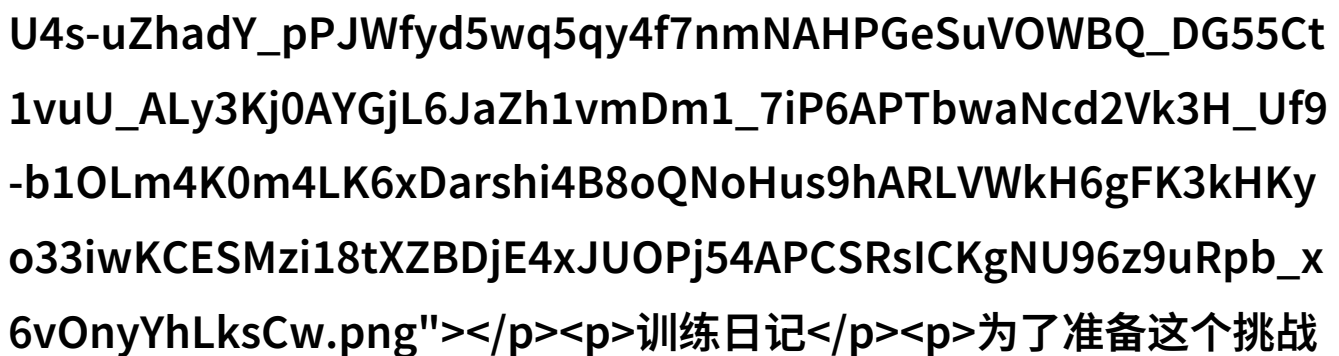 U4s-uZhadY_pPJWfyd5wq5qy4f7nmNAHPGeSuVOWBQ_DG55Ct
1vuU_ALy3Kj0AYGjL6JaZh1vmDm1_7iP6APTbwaNcd2Vk3H_Uf9
-b1OLm4K0m4LK6xDarshi4B8oQNoHus9hARLVWkH6gFK3kHKy
o33iwKCESMzi18tXZBDjE4xJUOPj54APCSRsICKgNU96z9uRpb_x
6vOnyYhLksCw.png"></p><p>训练日记</p><p>为了准备这个挑战